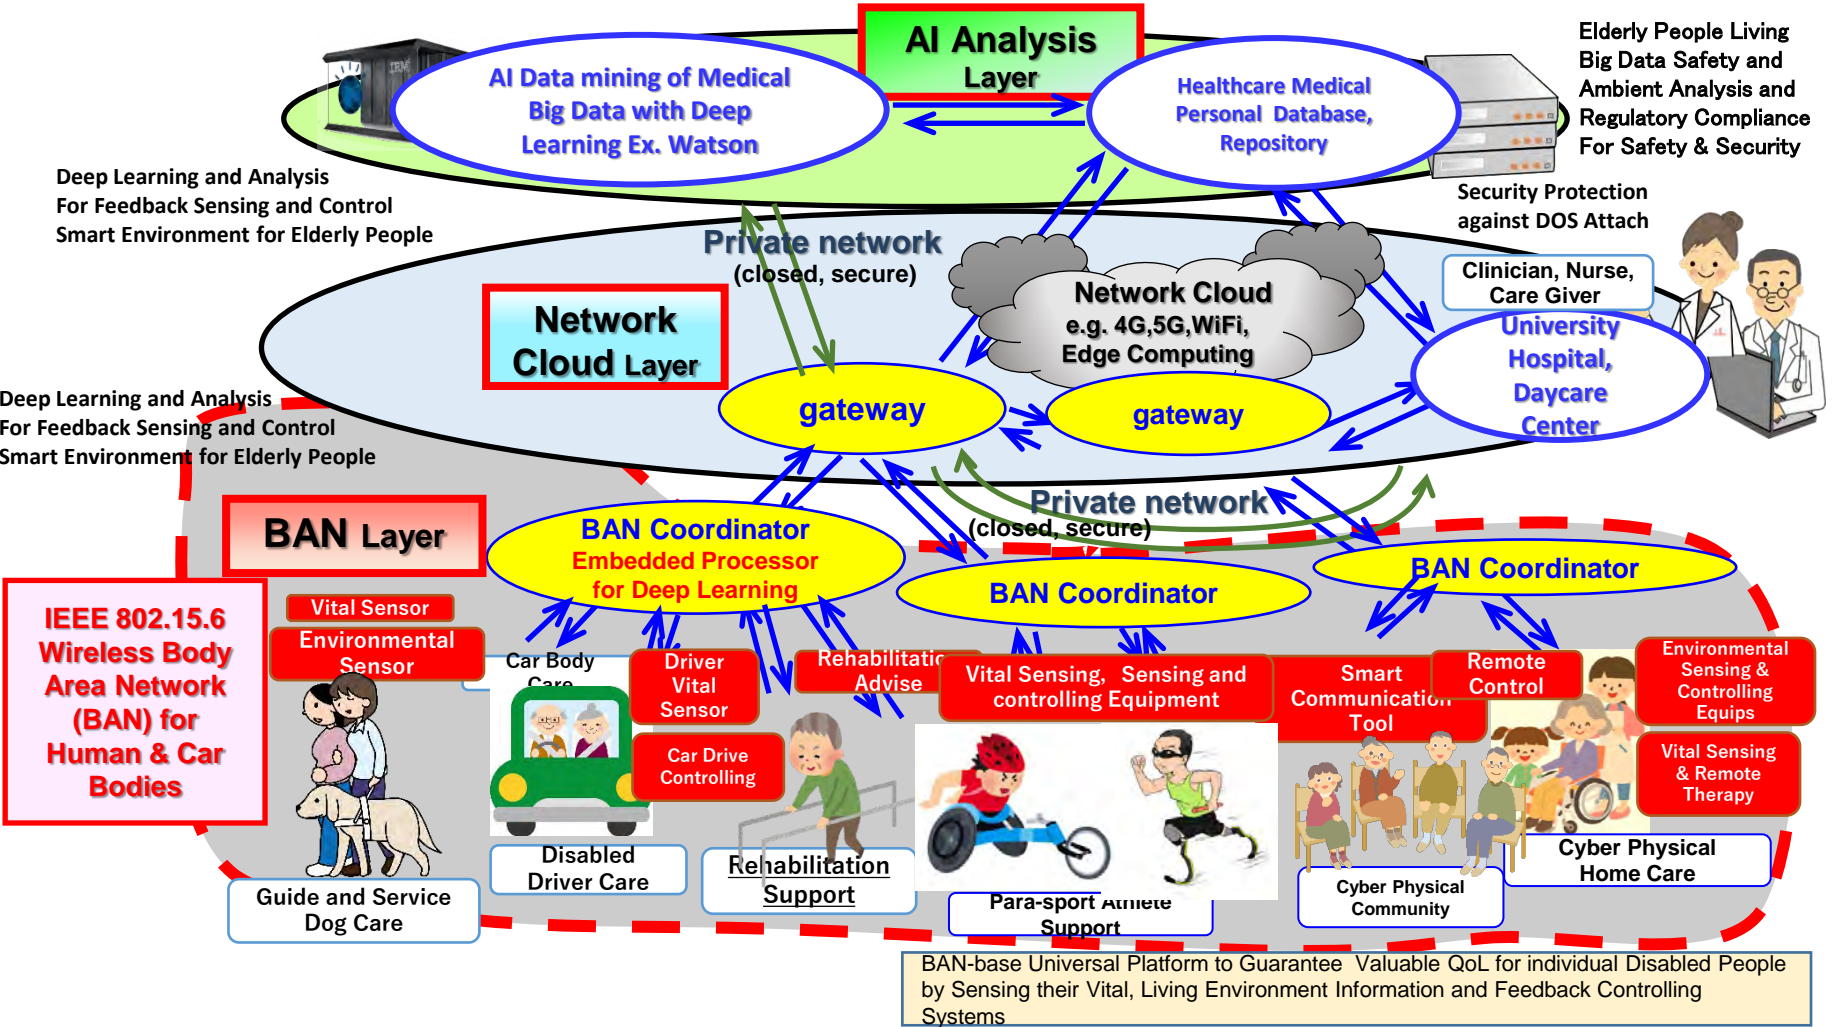 AI Analysis
Layer
IBM
AI Data mining of Medical
Big Data with Deep
Learning Ex. Watson
Healthcare Medical
Personal Database,
Repository
Elderly People Living
Big Data Safety and
Ambient Analysis and
Regulatory Compliance
For Safety & Security
Deep Learning and Analysis
For Feedback Sensing and Control
Smart Environment for Elderly People
Security Protection
against DOS Attach
Private network
(closed, secure)
Network
Cloud Layer
Network Cloud
e.g. 4G,5G,WiFi,
Edge Computing
Clinician, Nurse,
Care Giver
University
Hospital,
Daycare
Center
gateway
gateway
Deep Learning and Analysis
For Feedback Sensing and Control
Smart Environment for Elderly People
Private network
(closed, secure)
BAN Layer
BAN Coordinator
Embedded Processor
for Deep Learning
BAN Coordinator
BAN Coordinator
IEEE 802.15.6
Wireless Body
Area Network
(BAN) for
Human & Car
Bodies
Vital Sensor
Environmental
Sensor
Car Body
Care
Driver
Vital
Sensor
Car Drive
Controlling
Rehabilitation
Advise
Vital Sensing, Sensing and
controlling Equipment
Smart
Communication
Tool
Remote
Control
Environmental
Sensing &
Controlling
Equips
Vital Sensing
& Remote
Therapy
Guide and Service
Dog Care
Disabled
Driver Care
Rehabilitation
Support
Para-sport Athlete
Support
Cyber Physical
Community
Cyber Physical
Home Care
BAN-base Universal Platform to Guarantee Valuable QoL for individual Disabled People
by Sensing their Vital, Living Environment Information and Feedback Controlling
Systems